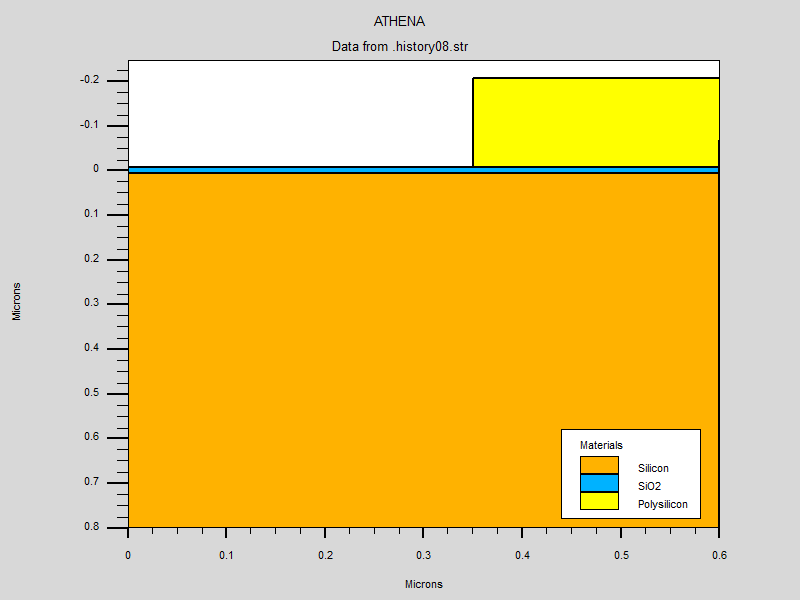 ATHENA
Data from .history08.str
-0.2
-0.1
0
0.1
0.2
0.3
0.4
0.5
0.6
0.7
0.8
Microns
Materials
Silicon
SiO2
Polysilicon
0 0.1 0.2 0.3 0.4 0.5 0.6
Microns